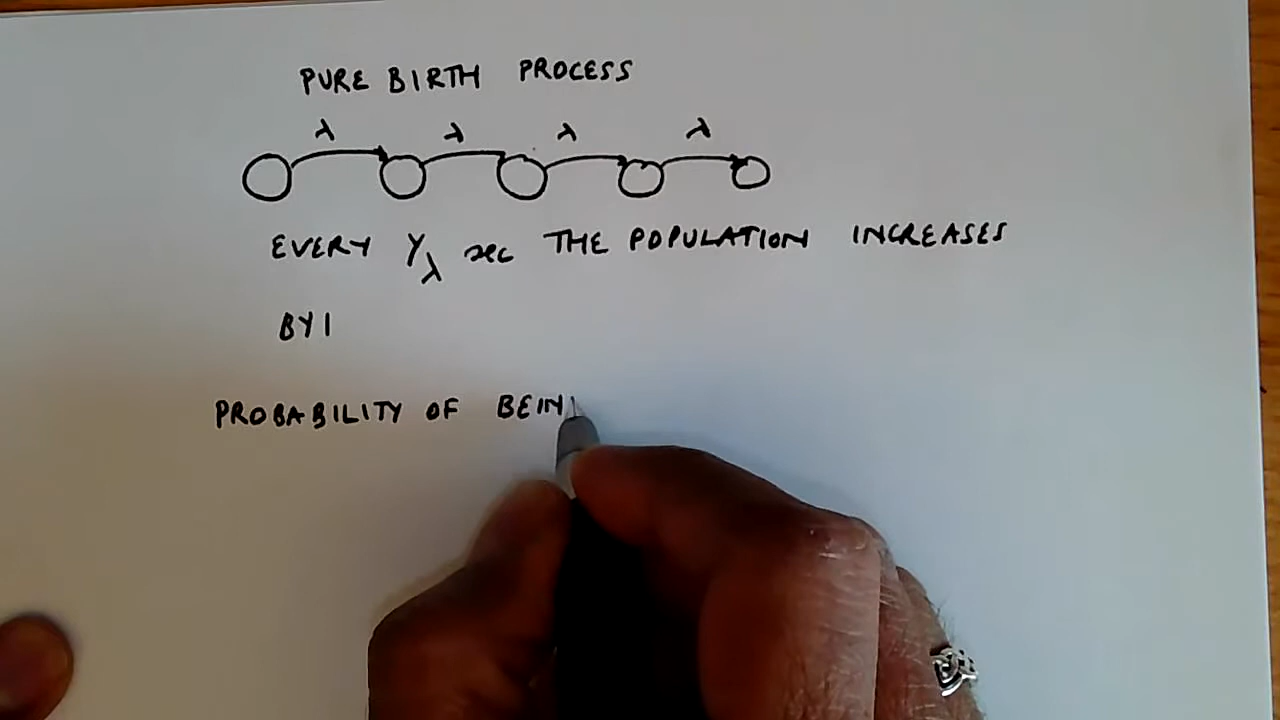 PURE BIRTH PROCESS
λ λ λ λ
EVERY 1/λ sec THE POPULATION INCREASES
BY 1
PROBABILITY OF BEIN